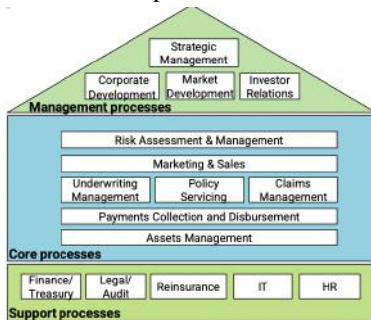 Strategic
Management
Corporate
Development
Market
Development
Investor
Relations
Management processes
Risk Assessment & Management
Marketing & Sales
Underwriting
Management
Policy
Servicing
Claims
Management
Payments Collection and Disbursement
Assets Management
Core processes
Finance/
Treasury
Legal/
Audit
Reinsurance
IT
HR
Support processes